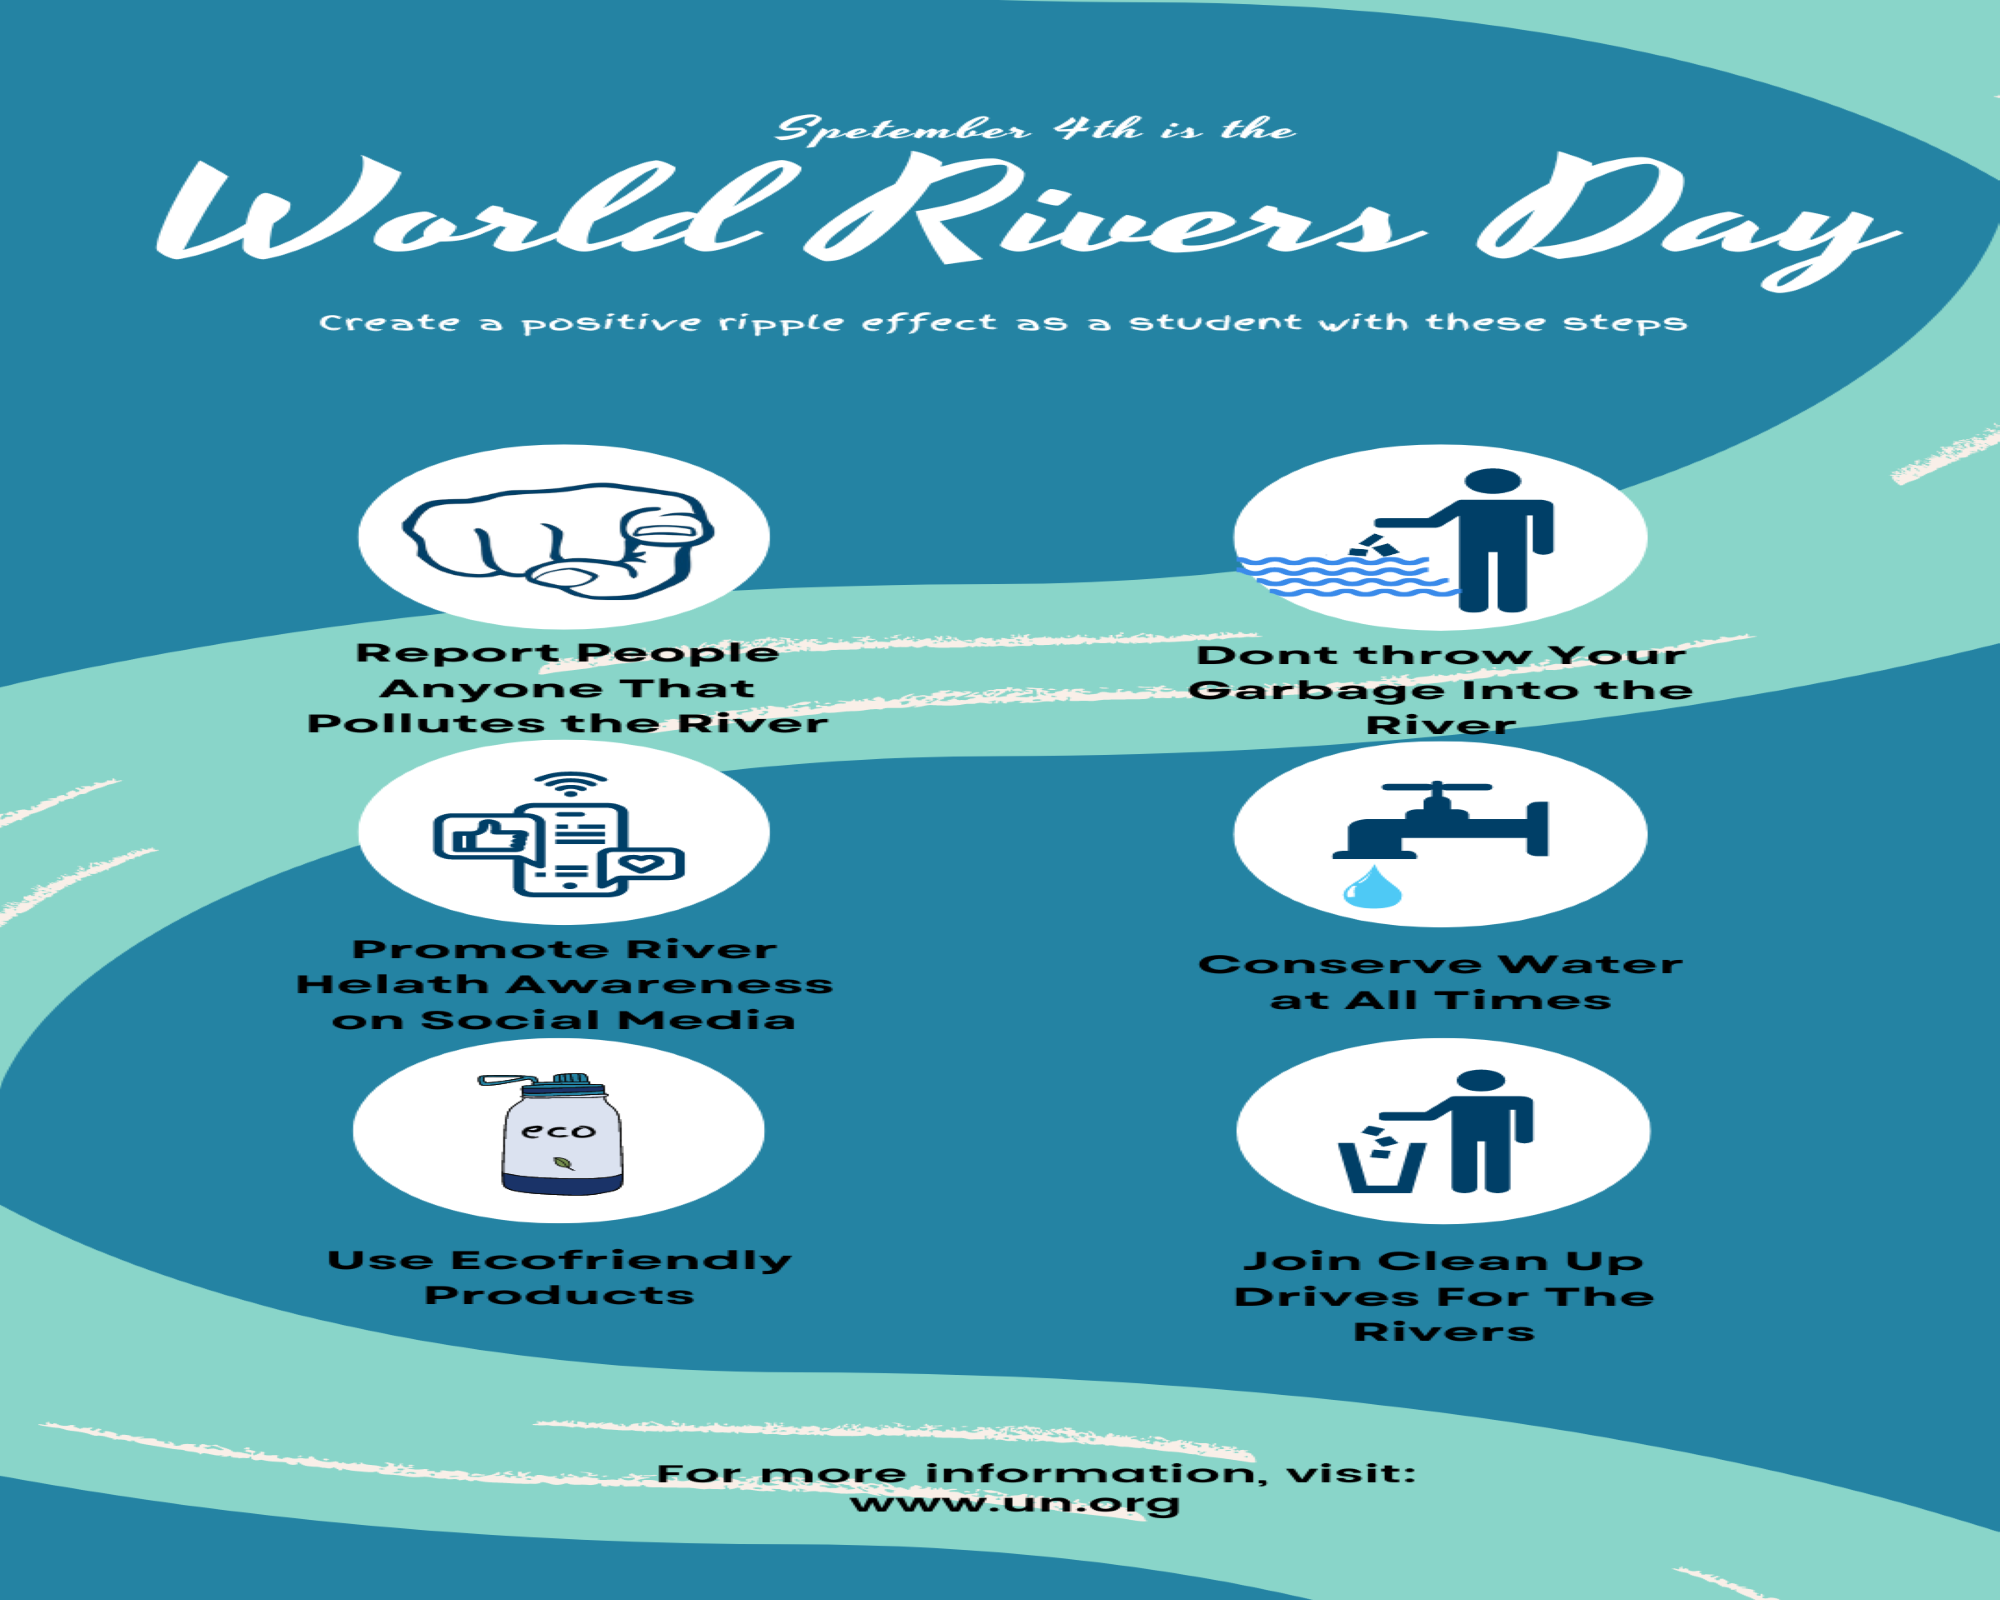 Spetember 4th is the
World Rivers Day
Create a positive ripple effect as a student with these steps
Report People
Anyone That
Pollutes the River
Dont throw Your
Garbage Into the
River
Promote River
Helath Awareness
on Social Media
Conserve Water
at All Times
eco
Use Ecofriendly
Products
Join Clean Up
Drives For The
Rivers
For more information, visit:
www.un.org